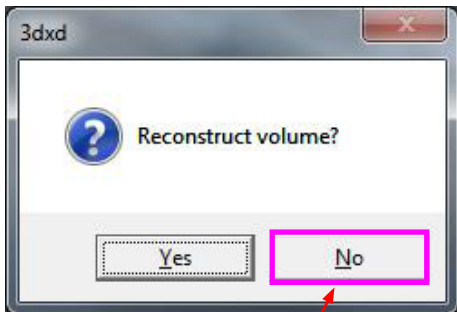 3dxd
Reconstruct volume?
Yes
No